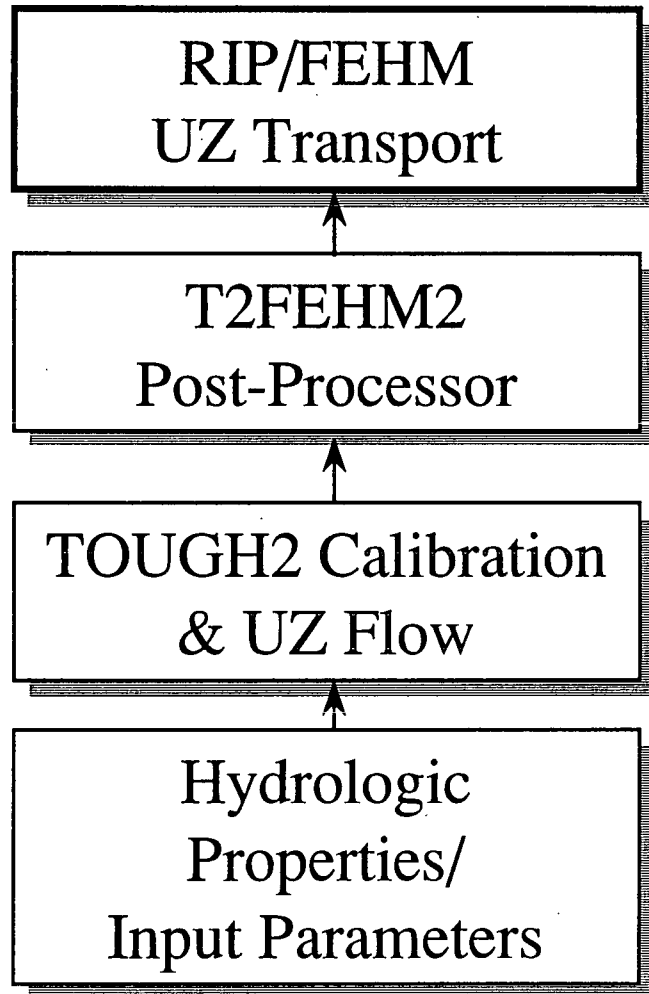 RIP/FEHM
UZ Transport
T2FEHM2
Post-Processor
TOUGH2 Calibration
& UZ Flow
Hydrologic
Properties/
Input Parameters